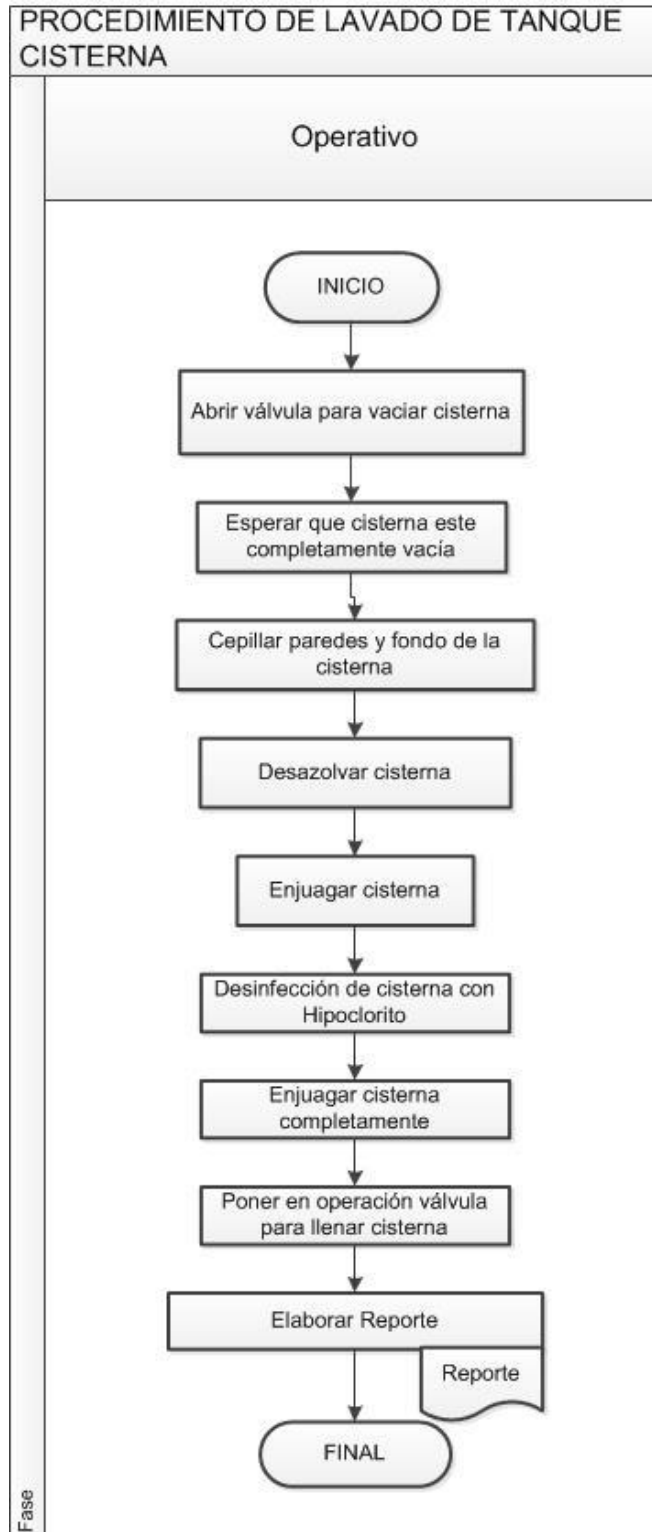 PROCEDIMIENTO DE LAVADO DE TANQUE
CISTERNA
Operativo
INICIO
Abrir válvula para vaciar cisterna
Esperar que cisterna este
completamente vacía
Cepillar paredes y fondo de la
cisterna
Desazolvar cisterna
Enjuagar cisterna
Desinfección de cisterna con
Hipoclorito
Enjuagar cisterna
completamente
Poner en operación válvula
para llenar cisterna
Elaborar Reporte
Reporte
FINAL
Fase